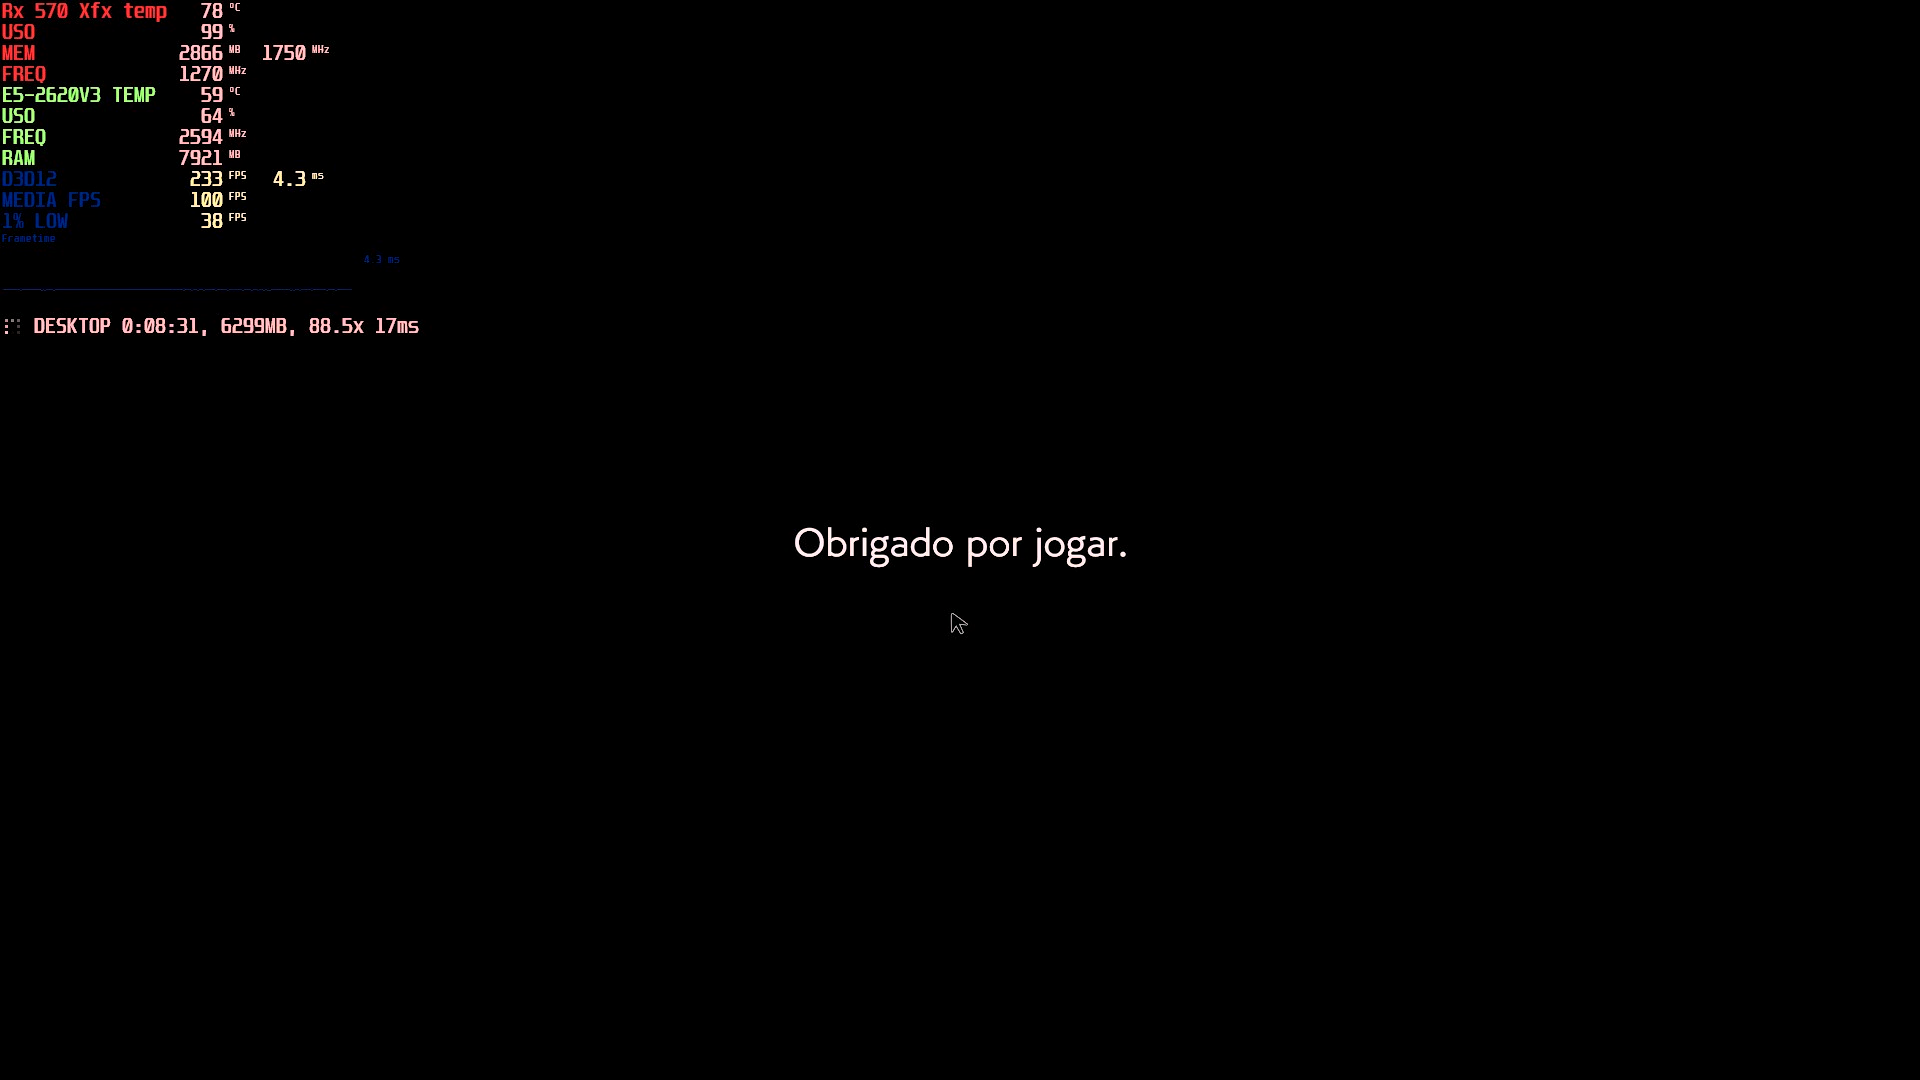 Rx 570 Xfx temp 78 °C
USO 99 %
MEM 2866 MB 1750 MHz
FREQ 1270 MHz
E5-2620V3 TEMP 59 °C
USO 64 %
FREQ 2594 MHz
RAM 7921 MB
D3D12 233 FPS 4.3 ms
MEDIA FPS 100 FPS
1% LOW 38 FPS
Frametime
4.3 ms
DESKTOP 0:08:31, 6299MB, 88.5x 17ms
Obrigado por jogar.